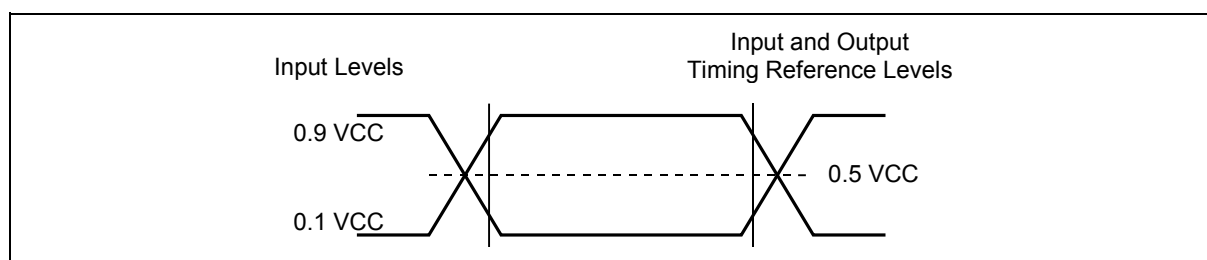 Input Levels
Input and Output
Timing Reference Levels
0.9 VCC
0.5 VCC
0.1 VCC